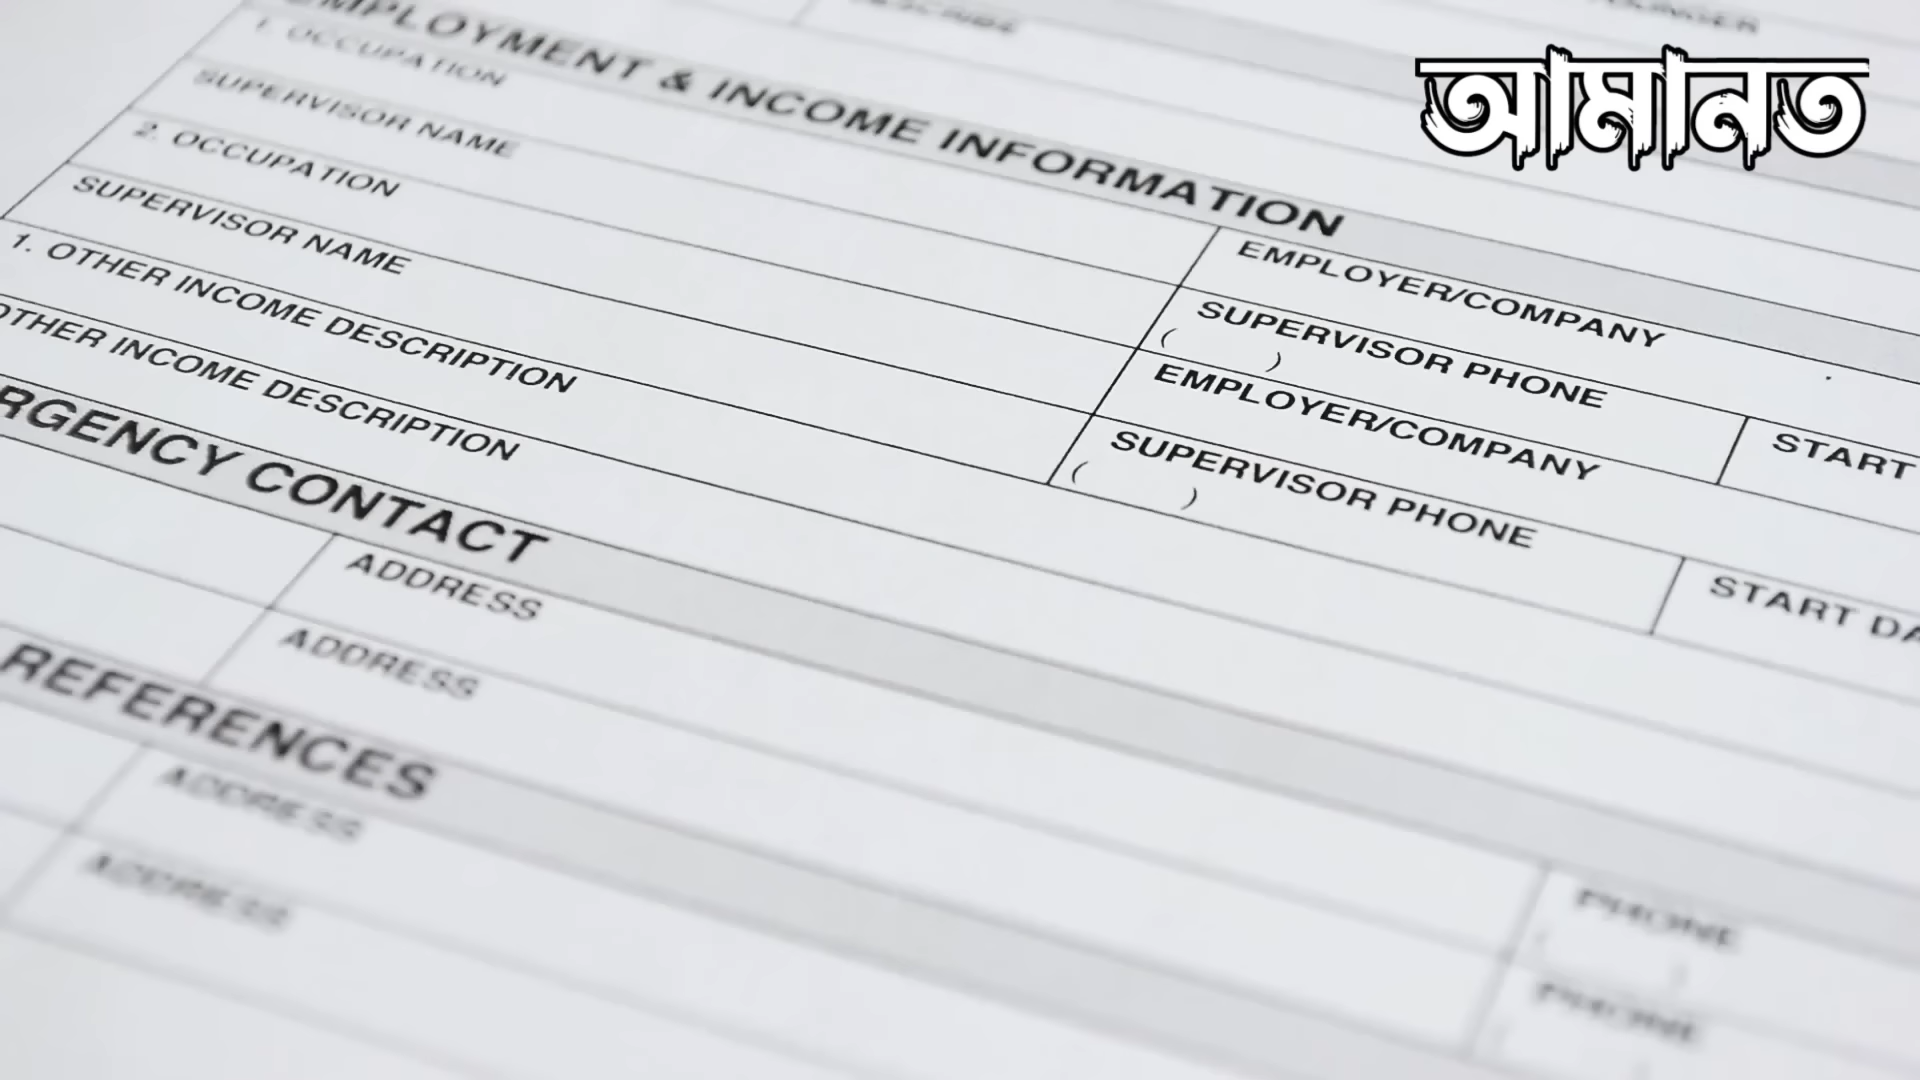 আমানত
EMPLOYMENT & INCOME INFORMATION
1. OCCUPATION
EMPLOYER/COMPANY
SUPERVISOR NAME
SUPERVISOR PHONE
( )
START
2. OCCUPATION
EMPLOYER/COMPANY
SUPERVISOR NAME
SUPERVISOR PHONE
( )
START DA
1. OTHER INCOME DESCRIPTION
OTHER INCOME DESCRIPTION
RGENCY CONTACT
ADDRESS
PHONE
ADDRESS
PHONE
REFERENCES
ADDRESS
ADDRESS